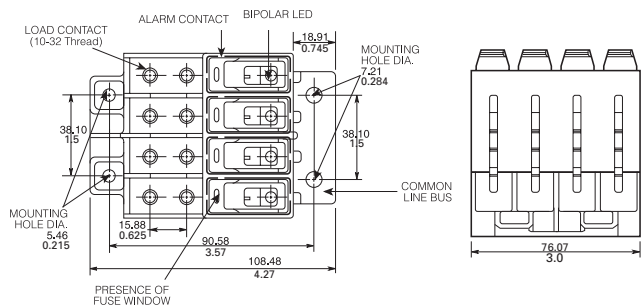 ALARM CONTACT
BIPOLAR LED
LOAD CONTACT
(10-32 Thread)
18.91
0.745
MOUNTING
HOLE DIA.
7.21
0.284
38.10
1.5
38.10
1.5
COMMON
LINE BUS
MOUNTING
HOLE DIA.
5.46
0.215
15.88
0.625
90.58
3.57
108.48
4.27
PRESENCE OF
FUSE WINDOW
76.07
3.0